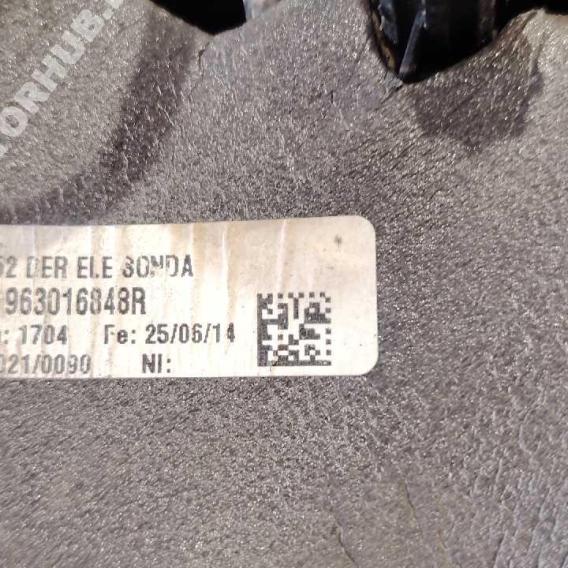 ORHUB.
52 DER ELE SONDA
963016848R
: 1704 Fe: 25/06/14
021/0090 NI: